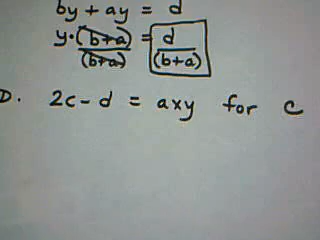 by + ay = d
y · (b+a) / (b+a) = d / (b+a)
D. 2c - d = axy for c